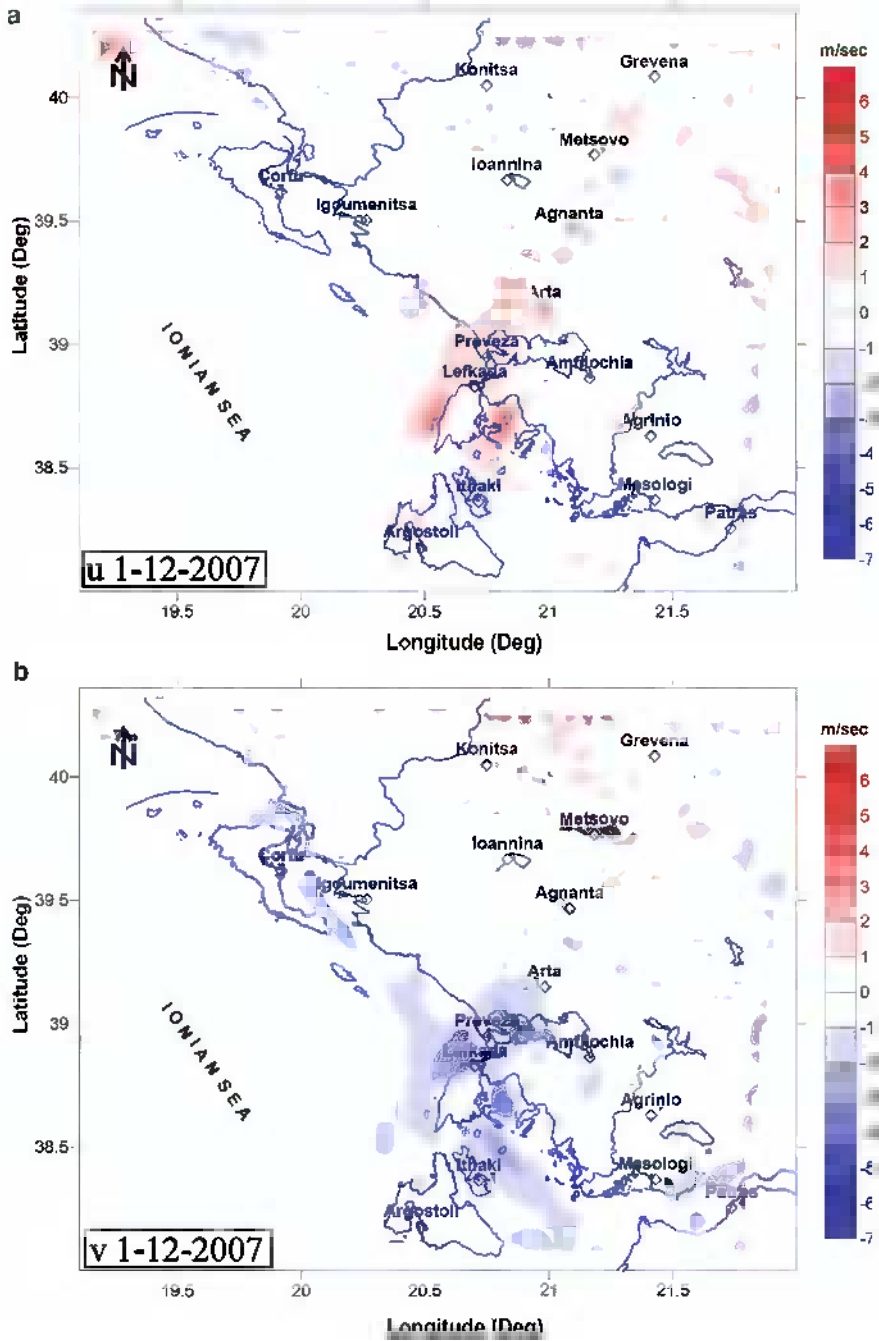 a
m/sec
Grevena
Konitsa
40
6
5
Metsovo
4
Ioannina
Corfu
3
Igoumenitsa
Agnanta
39.5
2
1
Arta
0
Latitude (Deg)
IONIAN SEA
39
Preveza
-1
Amfilochia
Lefkada
Agrinio
38.5
-5
Ithaki
Mesologi
Patras
-6
Argostoli
u 1-12-2007
-7
19.5
20
20.5
21
21.5
Longitude (Deg)
b
m/sec
Grevena
Konitsa
40
6
5
Metsovo
4
Ioannina
Corfu
3
Igoumenitsa
Agnanta
39.5
2
1
Arta
0
Latitude (Deg)
IONIAN SEA
39
Preveza
-1
Amfilochia
Agrinio
38.5
Ithaki
Mesologi
Argostoli
v 1-12-2007
-7
19.5
20
20.5
21
21.5
Longitude (Deg)